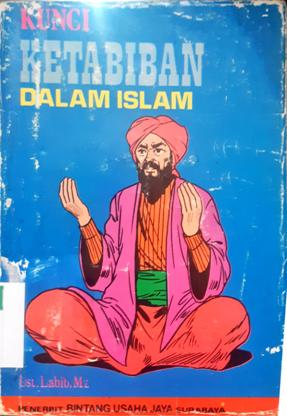 KUNCI
KETABIBAN
DALAM ISLAM
Ust. Labib. Mz
PENERBIT BINTANG USAHA JAYA SURABAYA